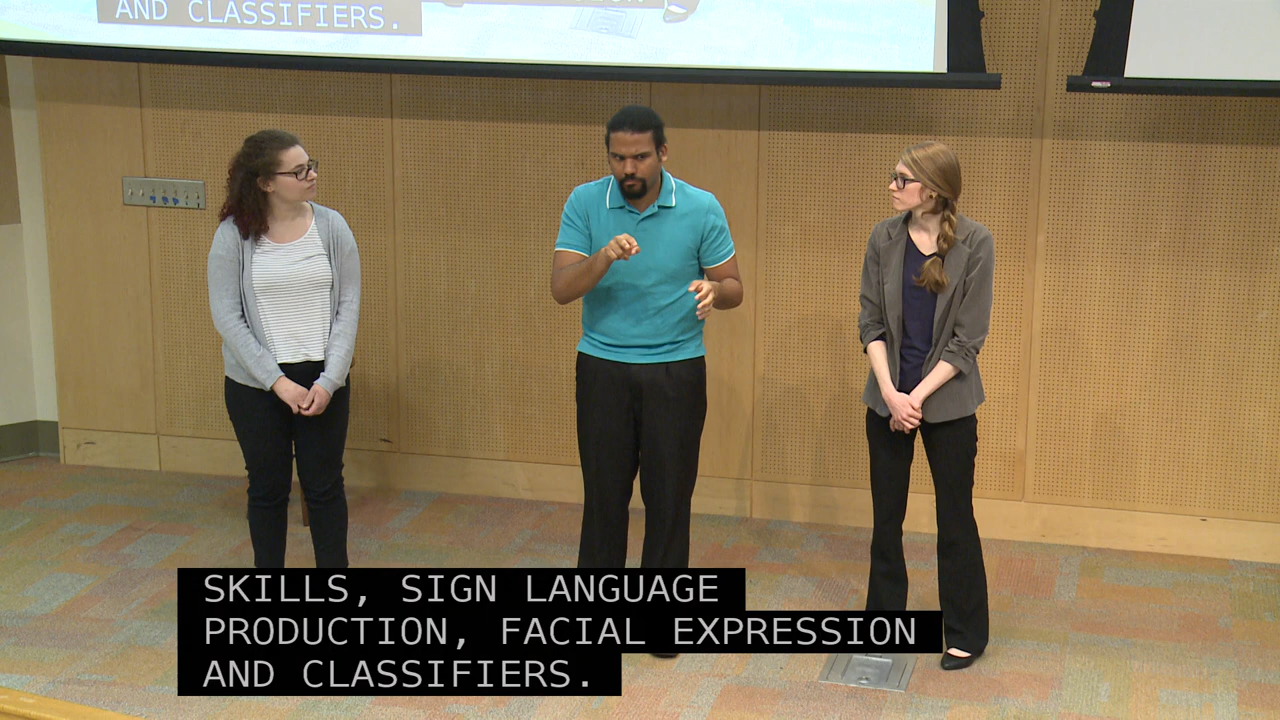 AND CLASSIFIERS.
SKILLS, SIGN LANGUAGE
PRODUCTION, FACIAL EXPRESSION
AND CLASSIFIERS.